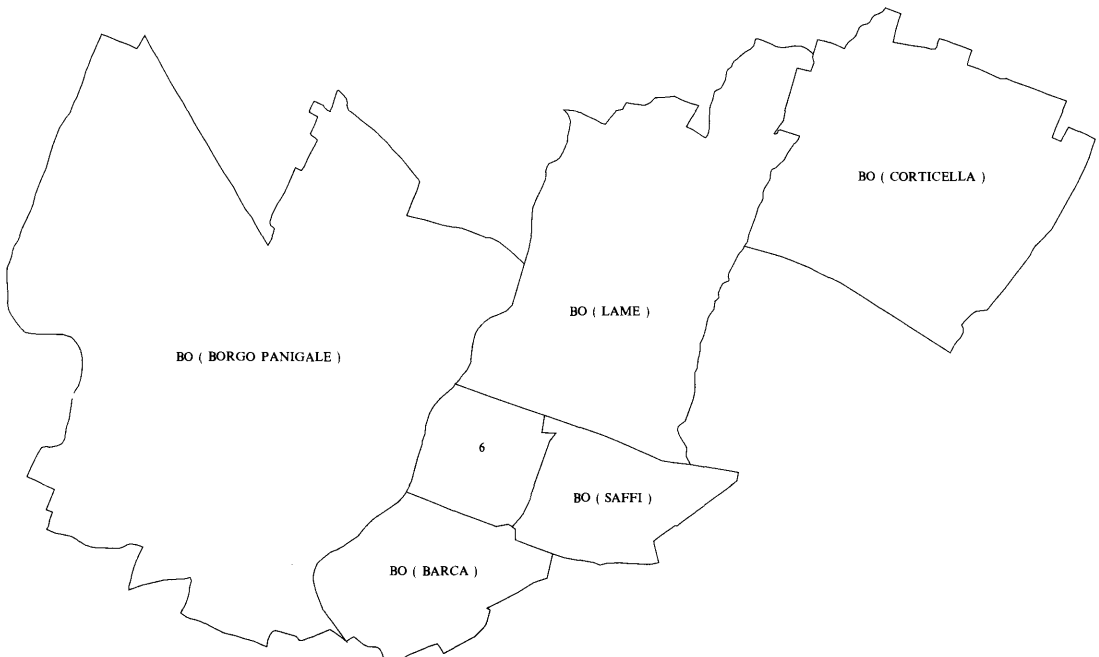 BO ( CORTICELLA )
BO ( LAME )
BO ( BORGO PANIGALE )
6
BO ( SAFFI )
BO ( BARCA )